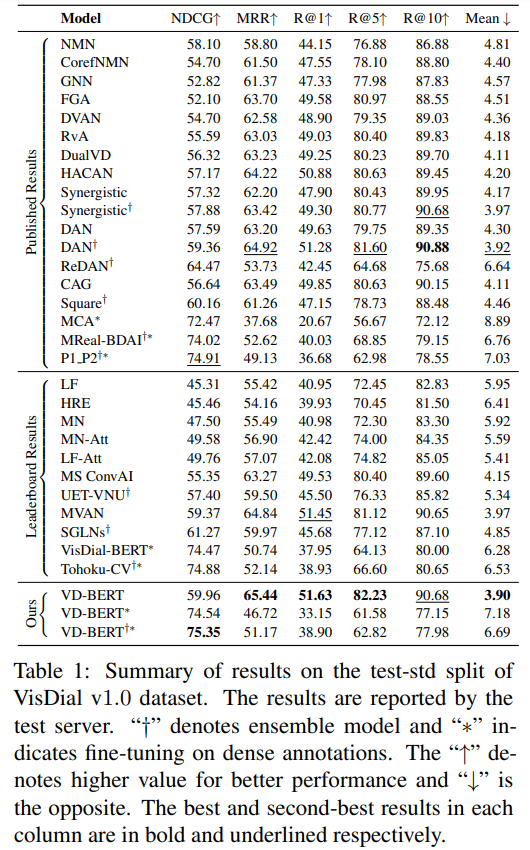 Model NDCG↑ MRR↑ R@1↑ R@5↑ R@10↑ Mean ↓
Published Results
NMN 58.10 58.80 44.15 76.88 86.88 4.81
CorefNMN 54.70 61.50 47.55 78.10 88.80 4.40
GNN 52.82 61.37 47.33 77.98 87.83 4.57
FGA 52.10 63.70 49.58 80.97 88.55 4.51
DVAN 54.70 62.58 48.90 79.35 89.03 4.36
RvA 55.59 63.03 49.03 80.40 89.83 4.18
DualVD 56.32 63.23 49.25 80.23 89.70 4.11
HACAN 57.17 64.22 50.88 80.63 89.45 4.20
Synergistic 57.32 62.20 47.90 80.43 89.95 4.17
Synergistic† 57.88 63.42 49.30 80.77 90.68 3.97
DAN 57.59 63.20 49.63 79.75 89.35 4.30
DAN† 59.36 64.92 51.28 81.60 90.88 3.92
ReDAN† 64.47 53.73 42.45 64.68 75.68 6.64
CAG 56.64 63.49 49.85 80.63 90.15 4.11
Square† 60.16 61.26 47.15 78.73 88.48 4.46
MCA∗ 72.47 37.68 20.67 56.67 72.12 8.89
MReal-BDAI†∗ 74.02 52.62 40.03 68.85 79.15 6.76
P1_P2†∗ 74.91 49.13 36.68 62.98 78.55 7.03
Leaderboard Results
LF 45.31 55.42 40.95 72.45 82.83 5.95
HRE 45.46 54.16 39.93 70.45 81.50 6.41
MN 47.50 55.49 40.98 72.30 83.30 5.92
MN-Att 49.58 56.90 42.42 74.00 84.35 5.59
LF-Att 49.76 57.07 42.08 74.82 85.05 5.41
MS ConvAI 55.35 63.27 49.53 80.40 89.60 4.15
UET-VNU† 57.40 59.50 45.50 76.33 85.82 5.34
MVAN 59.37 64.84 51.45 81.12 90.65 3.97
SGLNs† 61.27 59.97 45.68 77.12 87.10 4.85
VisDial-BERT∗ 74.47 50.74 37.95 64.13 80.00 6.28
Tohoku-CV†∗ 74.88 52.14 38.93 66.60 80.65 6.53
Ours
VD-BERT 59.96 65.44 51.63 82.23 90.68 3.90
VD-BERT∗ 74.54 46.72 33.15 61.58 77.15 7.18
VD-BERT†∗ 75.35 51.17 38.90 62.82 77.98 6.69
Table 1: Summary of results on the test-std split of
VisDial v1.0 dataset. The results are reported by the
test server. “†” denotes ensemble model and “∗” in-
dicates fine-tuning on dense annotations. The “↑” de-
notes higher value for better performance and “↓” is
the opposite. The best and second-best results in each
column are in bold and underlined respectively.